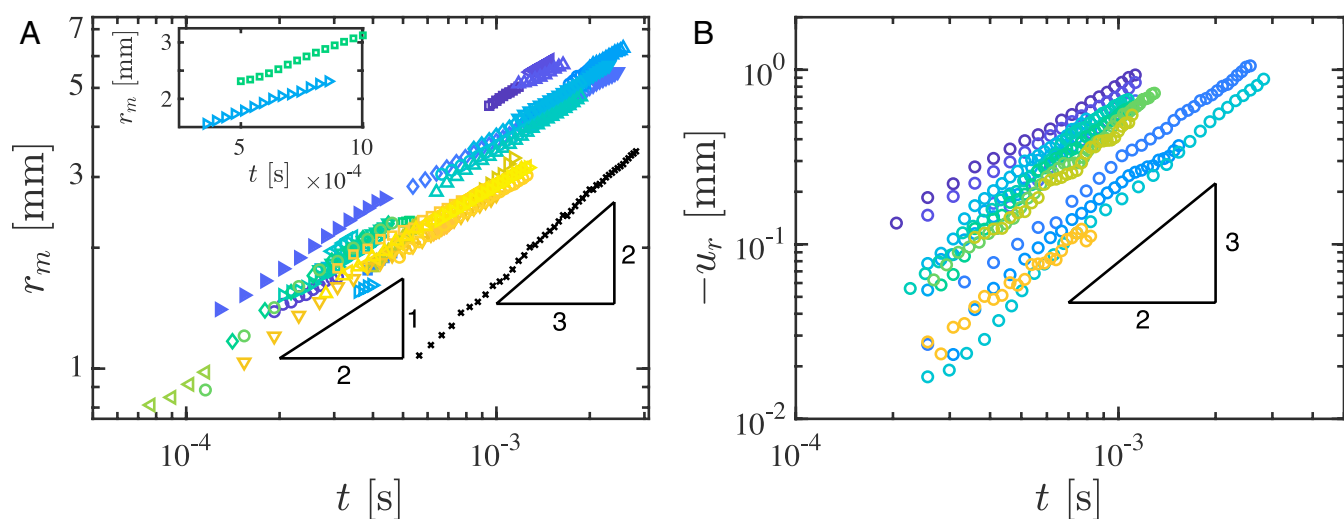 A
7
5
3
1
r_m [mm]
10^{-4}
10^{-3}
t [s]
3
2
r_m [mm]
5
10
t [s] ×10^{-4}
1
2
2
3
B
10^0
10^{-1}
10^{-2}
-u_r [mm]
10^{-4}
10^{-3}
t [s]
3
2